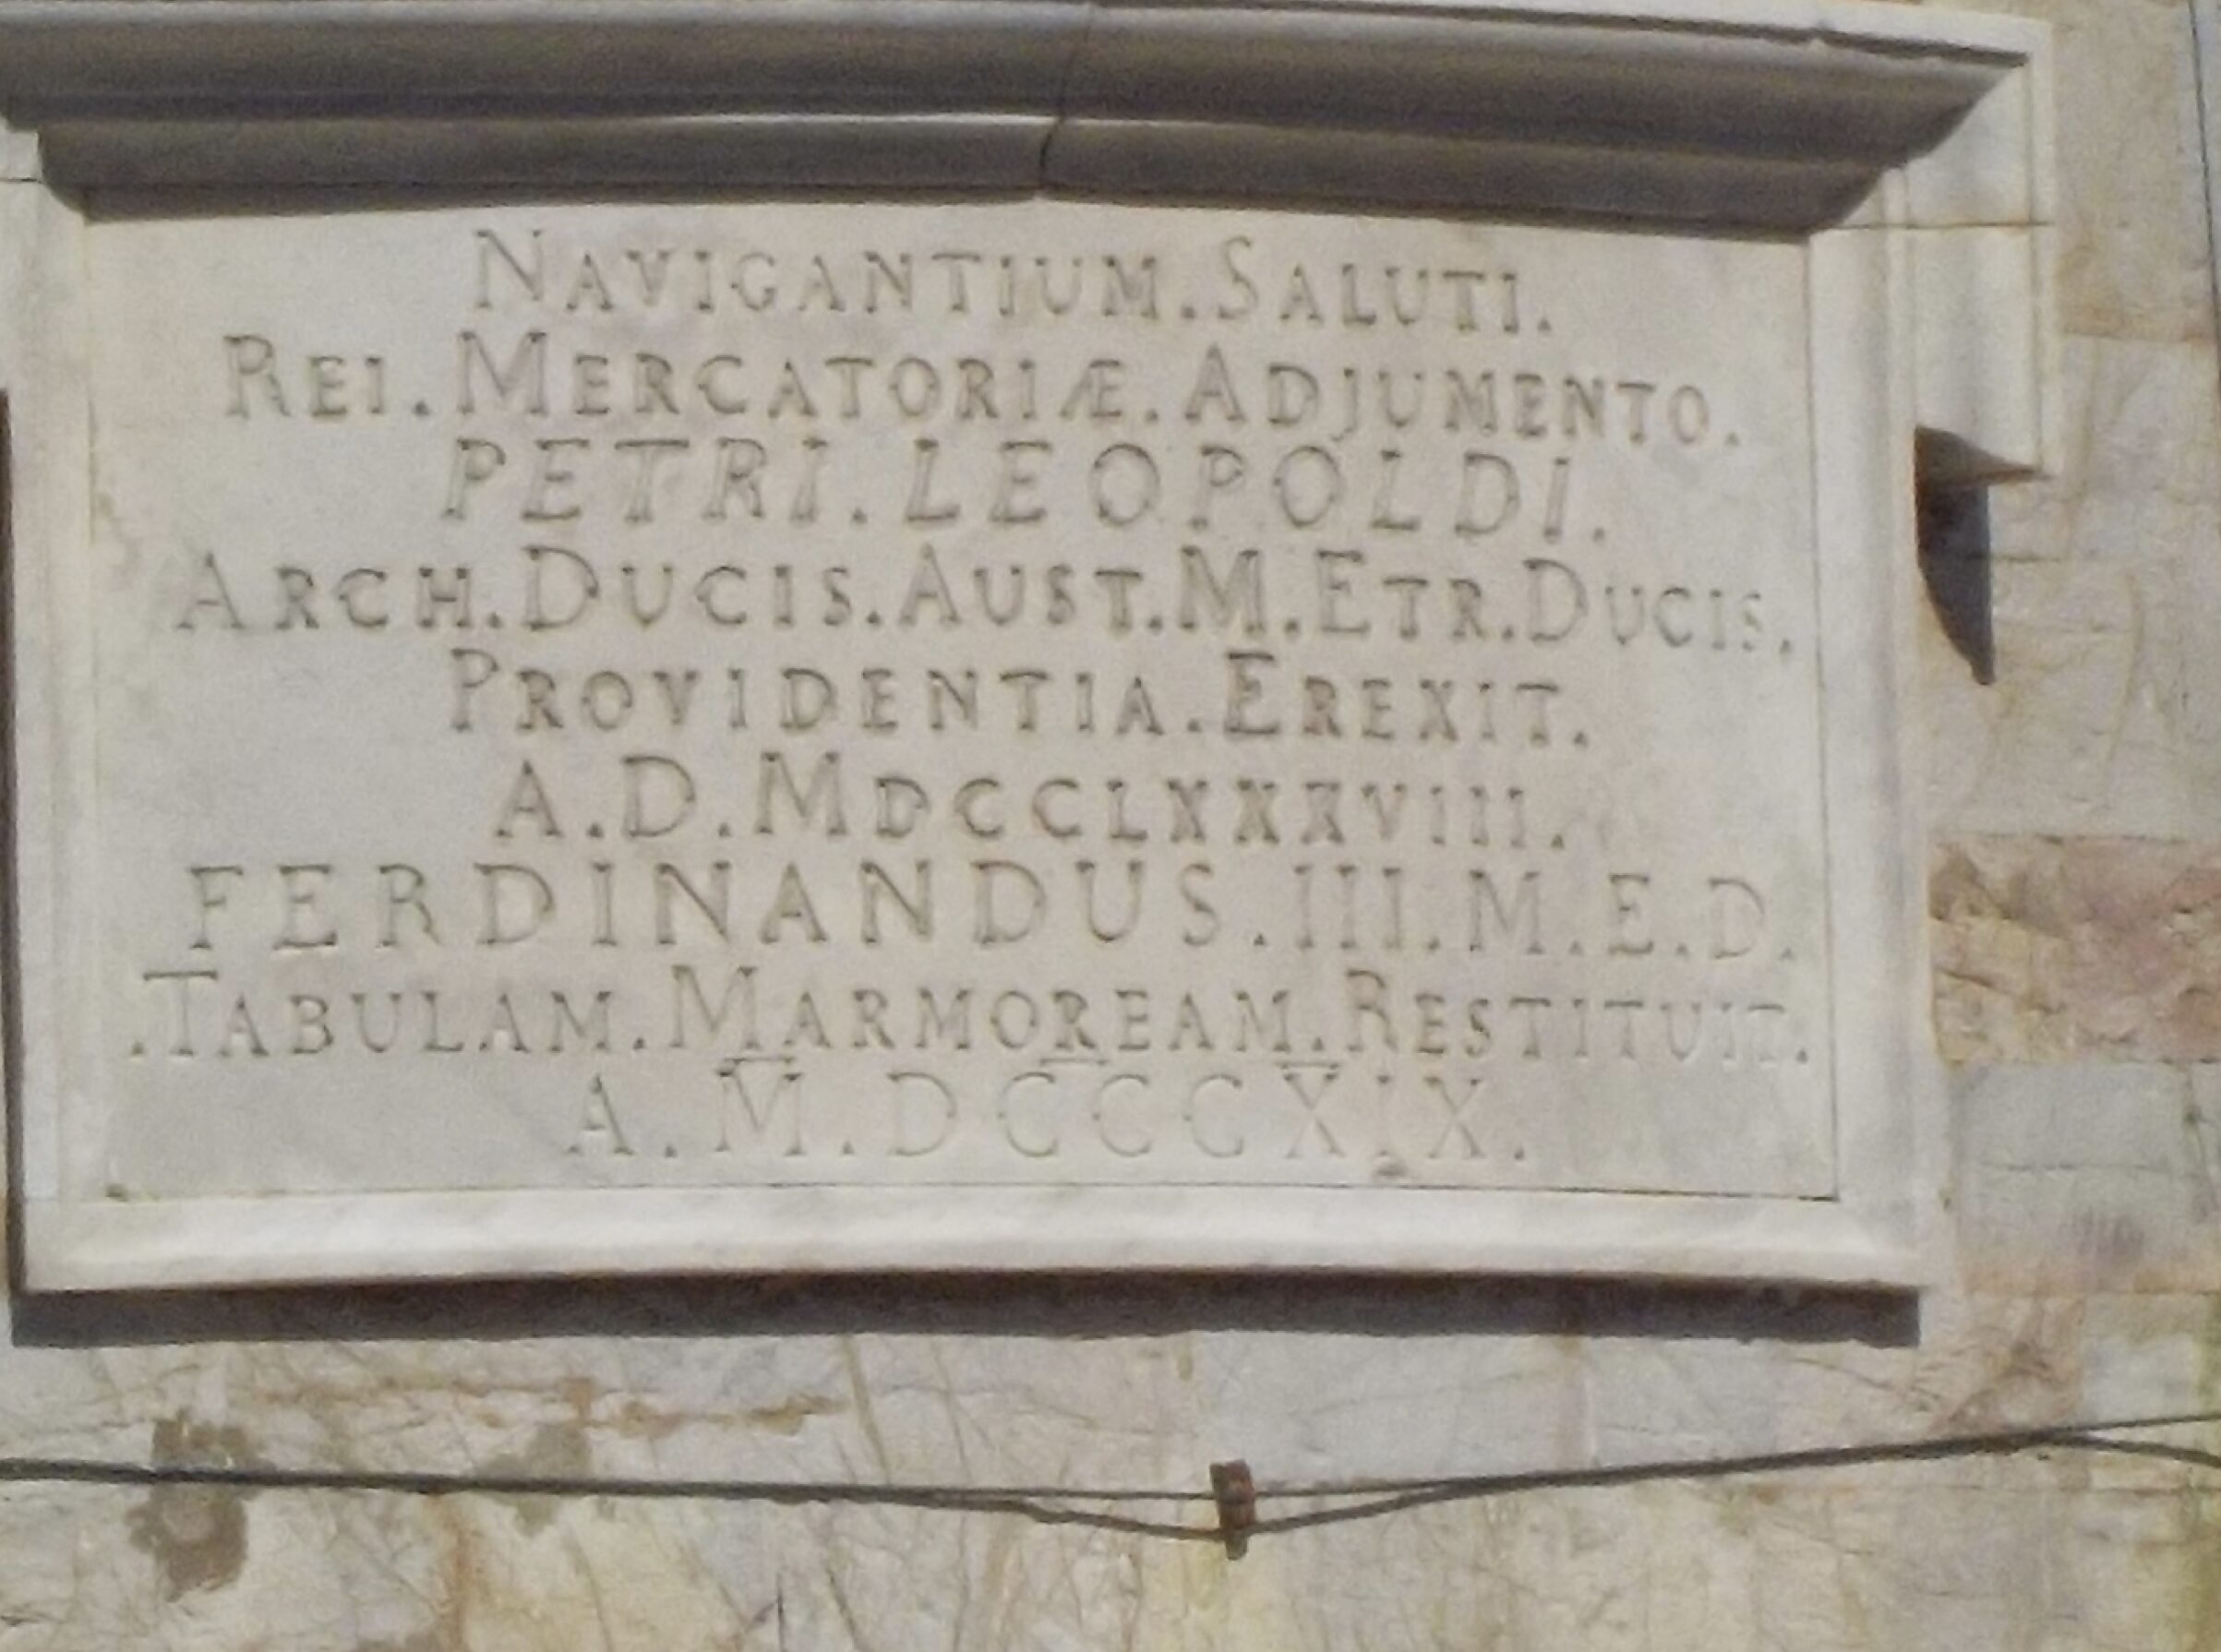 NAVIGANTIUM.SALUTI.
REI.MERCATORIÆ.ADJUMENTO.
PETRI.LEOPOLDI.
ARCH.DUCIS.AUST.M.ETR.DUCIS.
PROVIDENTIA.EREXIT.
A.D.MDCCLXXXVIII.
FERDINANDUS.III.M.E.D.
.TABULAM.MARMOREAM.RESTITUIT.
A.M.DCCCXIX.